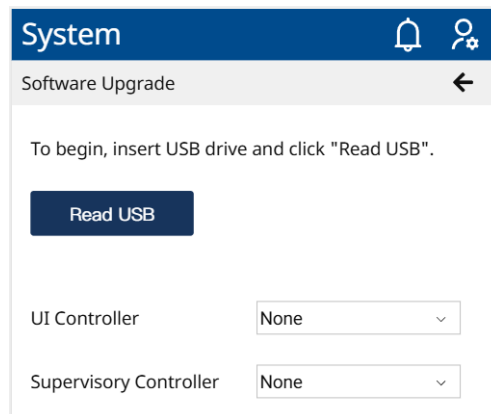 System
Software Upgrade
To begin, insert USB drive and click "Read USB".
Read USB
UI Controller None
Supervisory Controller None